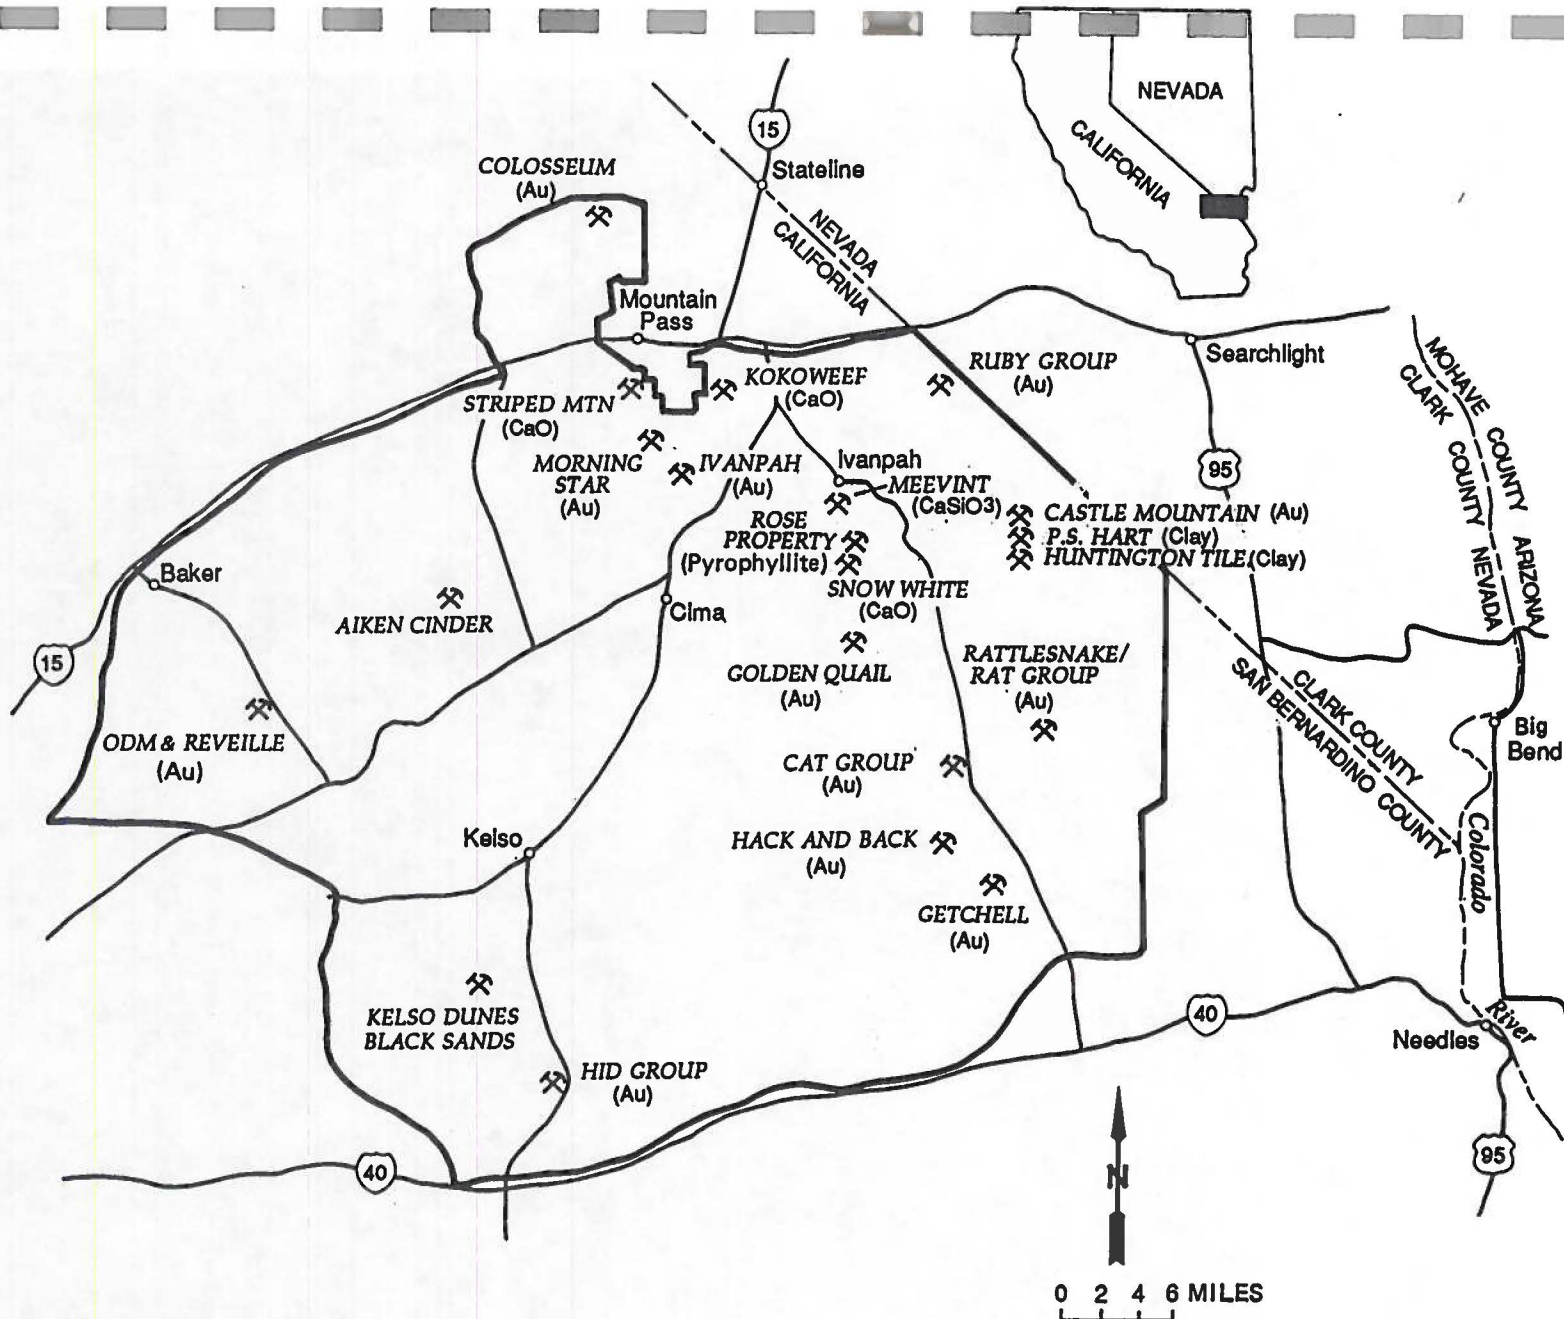 NEVADA
CALIFORNIA
15
Stateline
COLOSSEUM
(Au)
NEVADA
CALIFORNIA
Mountain
Pass
Searchlight
RUBY GROUP
(Au)
KOKOWEEF
(CaO)
STRIPED MTN
(CaO)
MORNING
STAR
(Au)
IVANPAH
(Au)
Ivanpah
MEEVINT
(CaSiO3)
95
MOHAVE COUNTY ARIZONA
CLARK COUNTY NEVADA
CASTLE MOUNTAIN (Au)
P.S. HART (Clay)
HUNTINGTON TILE (Clay)
ROSE
PROPERTY
(Pyrophyllite)
SNOW WHITE
(CaO)
Baker
Cima
AIKEN CINDER
15
GOLDEN QUAIL
(Au)
RATTLESNAKE/
RAT GROUP
(Au)
CLARK COUNTY
SAN BERNARDINO COUNTY
Big
Bend
ODM & REVEILLE
(Au)
CAT GROUP
(Au)
Kelso
HACK AND BACK
(Au)
GETCHELL
(Au)
Colorado
River
KELSO DUNES
BLACK SANDS
40
Needles
HID GROUP
(Au)
40
95
N
0 2 4 6 MILES